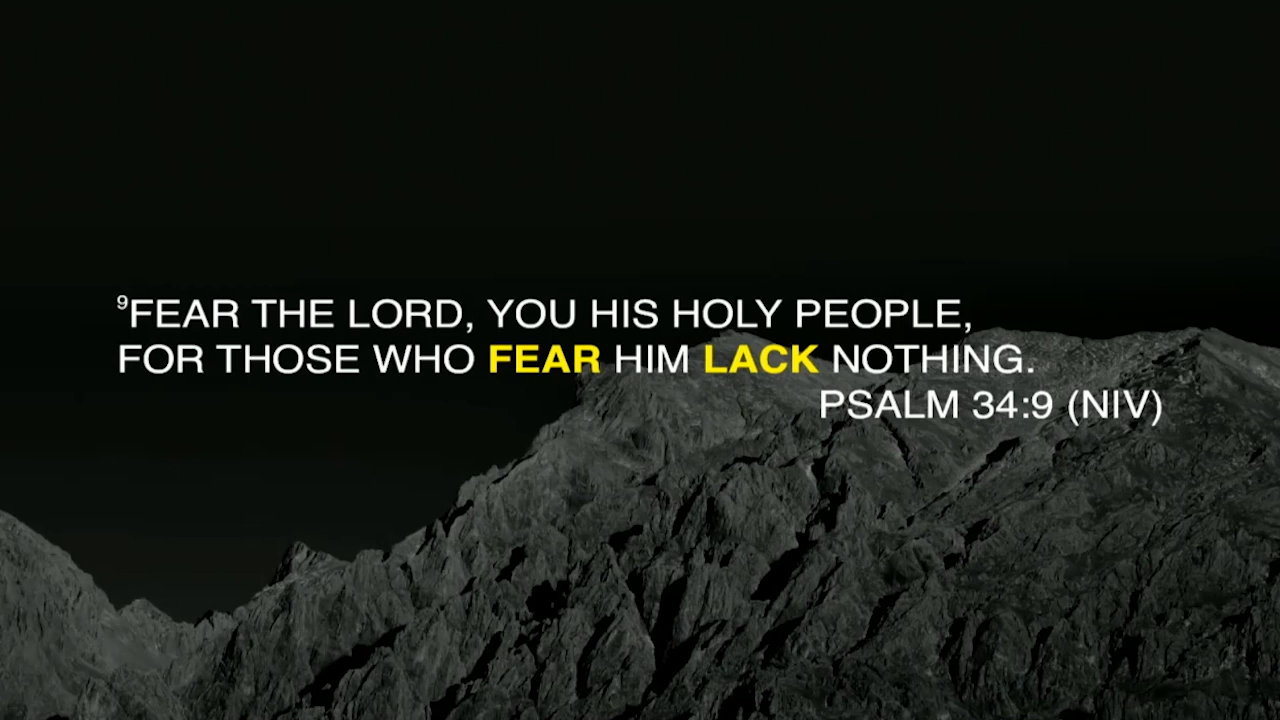 ⁹FEAR THE LORD, YOU HIS HOLY PEOPLE,
FOR THOSE WHO FEAR HIM LACK NOTHING.
PSALM 34:9 (NIV)